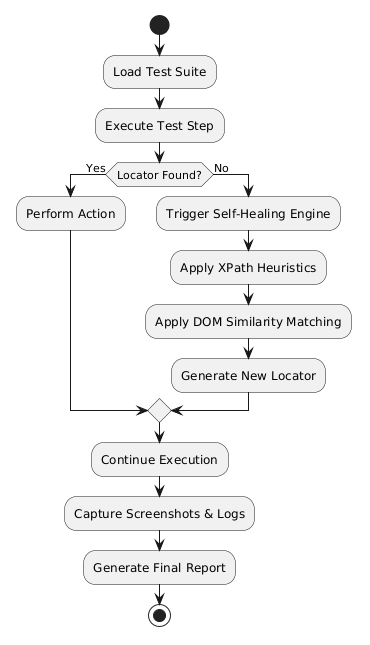 Load Test Suite
Execute Test Step
Yes
Locator Found?
No
Perform Action
Trigger Self-Healing Engine
Apply XPath Heuristics
Apply DOM Similarity Matching
Generate New Locator
Continue Execution
Capture Screenshots & Logs
Generate Final Report